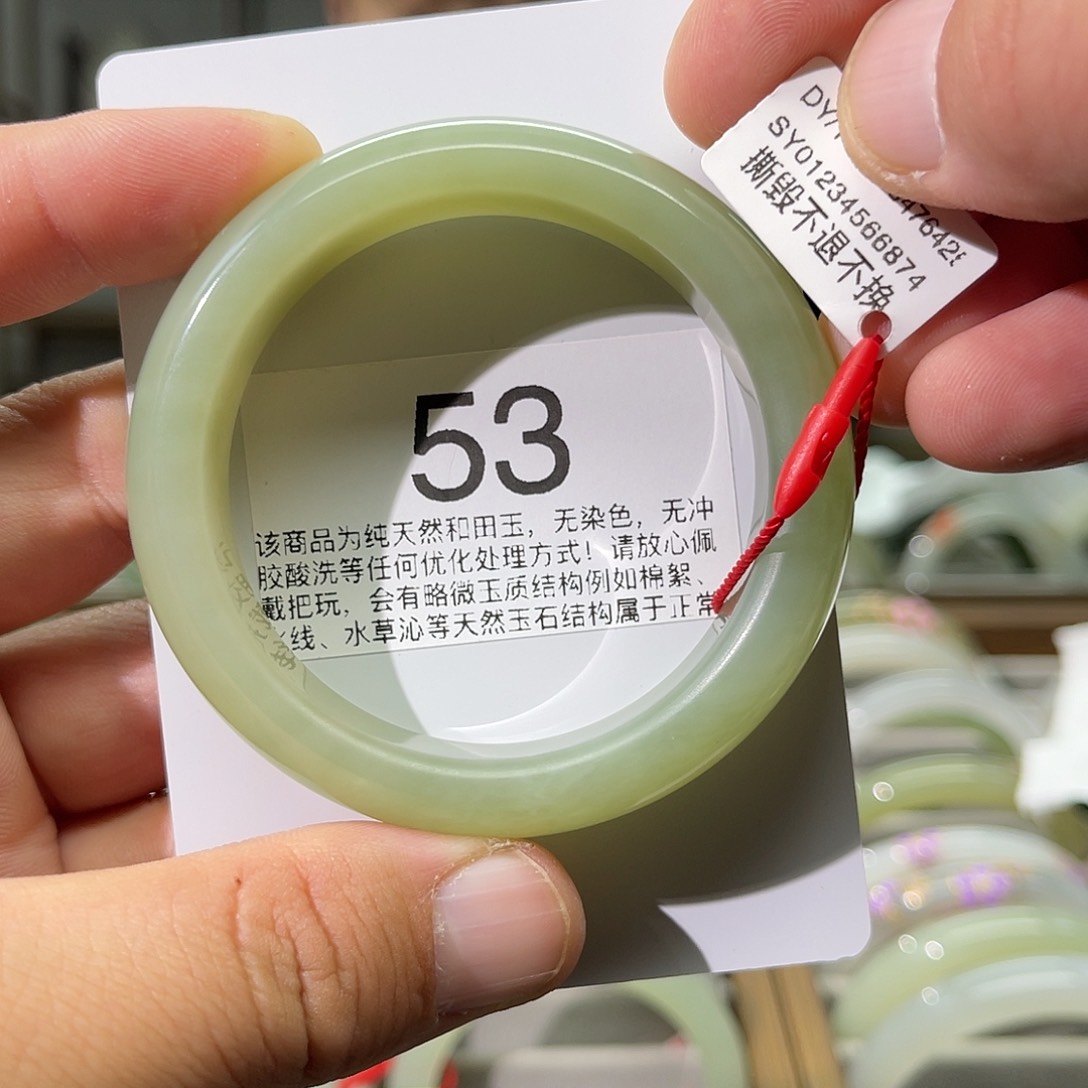 DY/
47642
SY01234566874
撕毁不退不换
53
该商品为纯天然和田玉，无染色，无冲
胶酸洗等任何优化处理方式！请放心佩
戴把玩，会有略微玉质结构例如棉絮、
线、水草沁等天然玉石结构属于正常